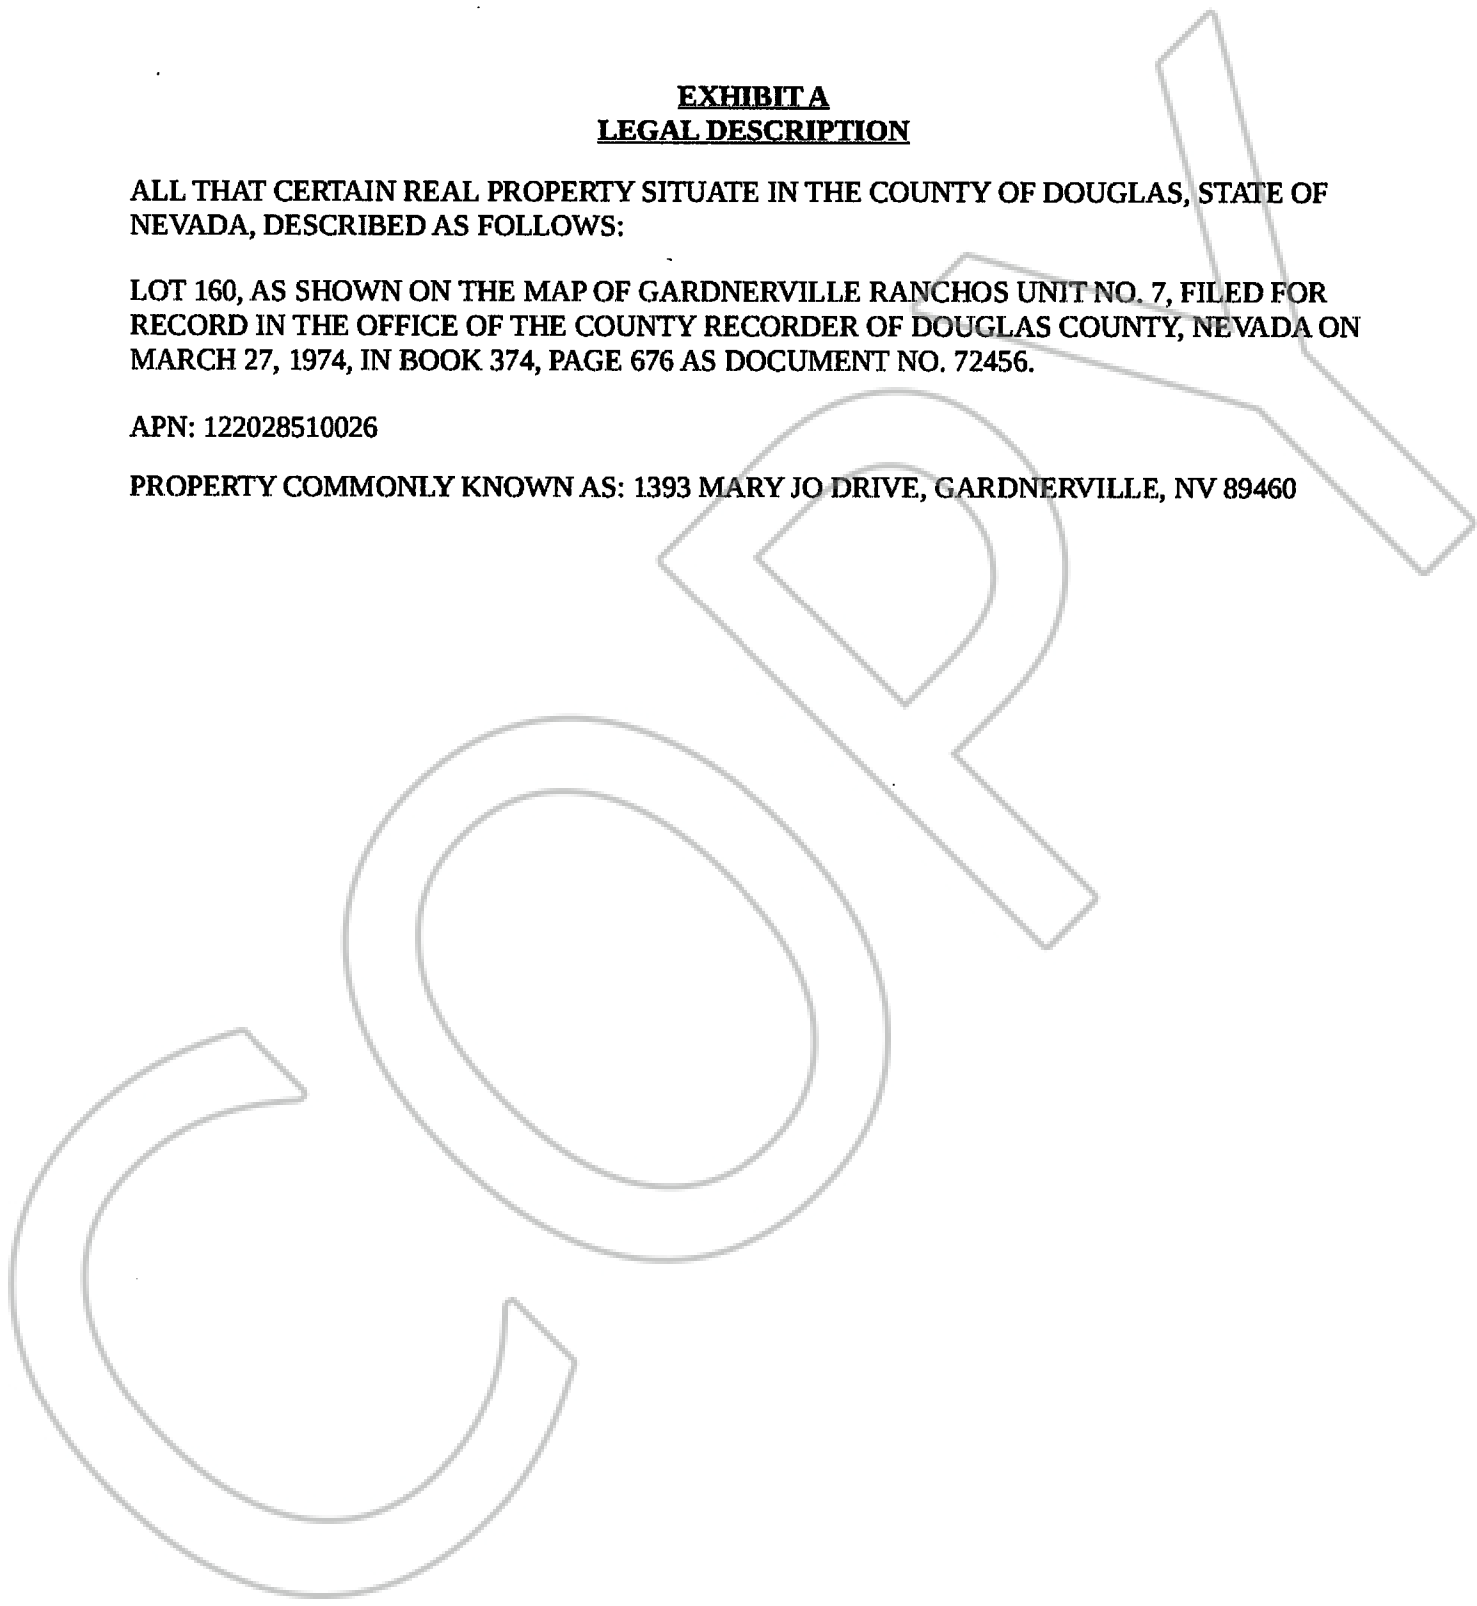 EXHIBIT A
LEGAL DESCRIPTION
ALL THAT CERTAIN REAL PROPERTY SITUATE IN THE COUNTY OF DOUGLAS, STATE OF
NEVADA, DESCRIBED AS FOLLOWS:
LOT 160, AS SHOWN ON THE MAP OF GARDNERVILLE RANCHOS UNIT NO. 7, FILED FOR
RECORD IN THE OFFICE OF THE COUNTY RECORDER OF DOUGLAS COUNTY, NEVADA ON
MARCH 27, 1974, IN BOOK 374, PAGE 676 AS DOCUMENT NO. 72456.
APN: 122028510026
PROPERTY COMMONLY KNOWN AS: 1393 MARY JO DRIVE, GARDNERVILLE, NV 89460
COPY